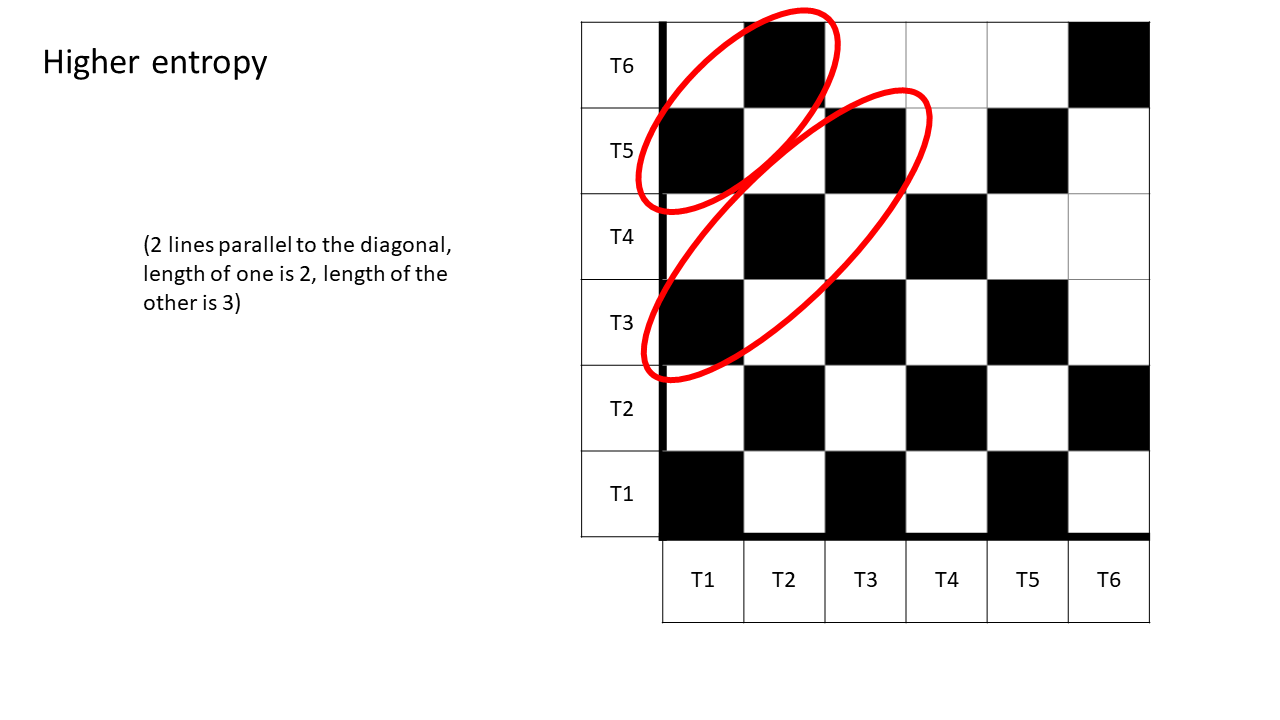 Higher entropy
(2 lines parallel to the diagonal,
length of one is 2, length of the
other is 3)
T6
T5
T4
T3
T2
T1
T1 T2 T3 T4 T5 T6